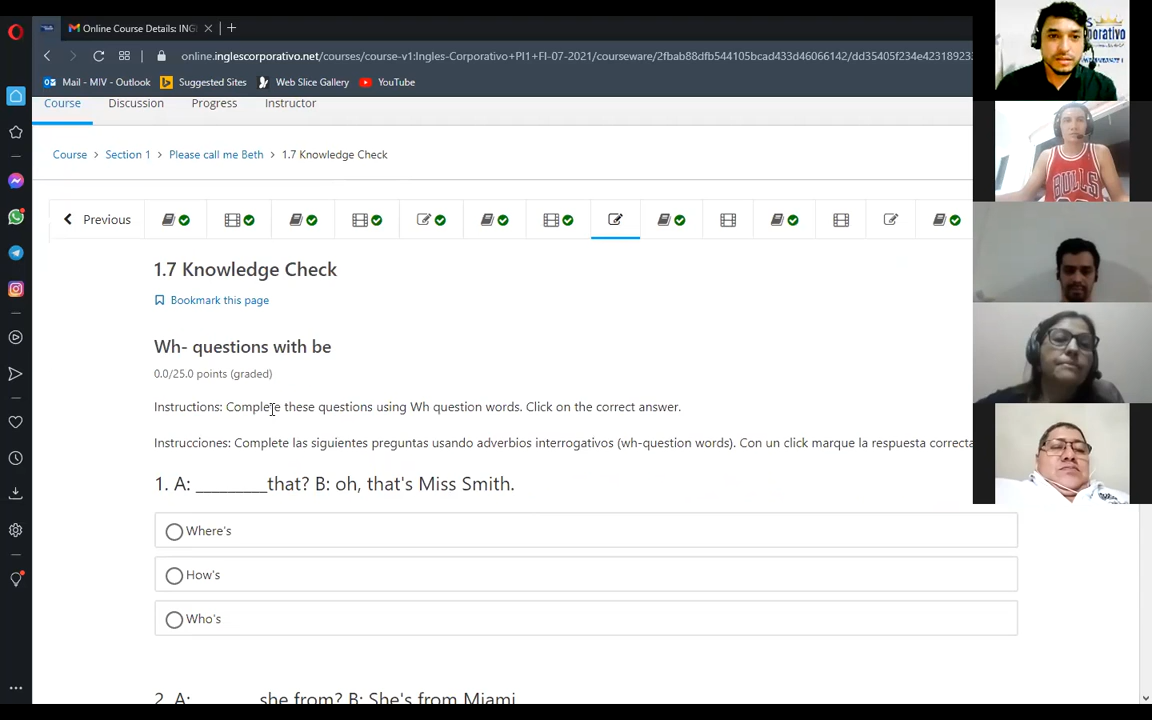 Online Course Details: ING
online.inglescorporativo.net/courses/course-v1:Ingles-Corporativo+PI1+FI-07-2021/courseware/2fbab88dfb544105bcad433d46066142/dd35405f234e42318923
Mail - MIV - Outlook Suggested Sites Web Slice Gallery YouTube
Course Discussion Progress Instructor
Course > Section 1 > Please call me Beth > 1.7 Knowledge Check
Previous
1.7 Knowledge Check
Bookmark this page
Wh- questions with be
0.0/25.0 points (graded)
Instructions: Complete these questions using Wh question words. Click on the correct answer.
Instrucciones: Complete las siguientes preguntas usando adverbios interrogativos (wh-question words). Con un click marque la respuesta correcta
1. A: _________that? B: oh, that's Miss Smith.
Where's
How's
Who's
2. A: ________she from? B: She's from Miami